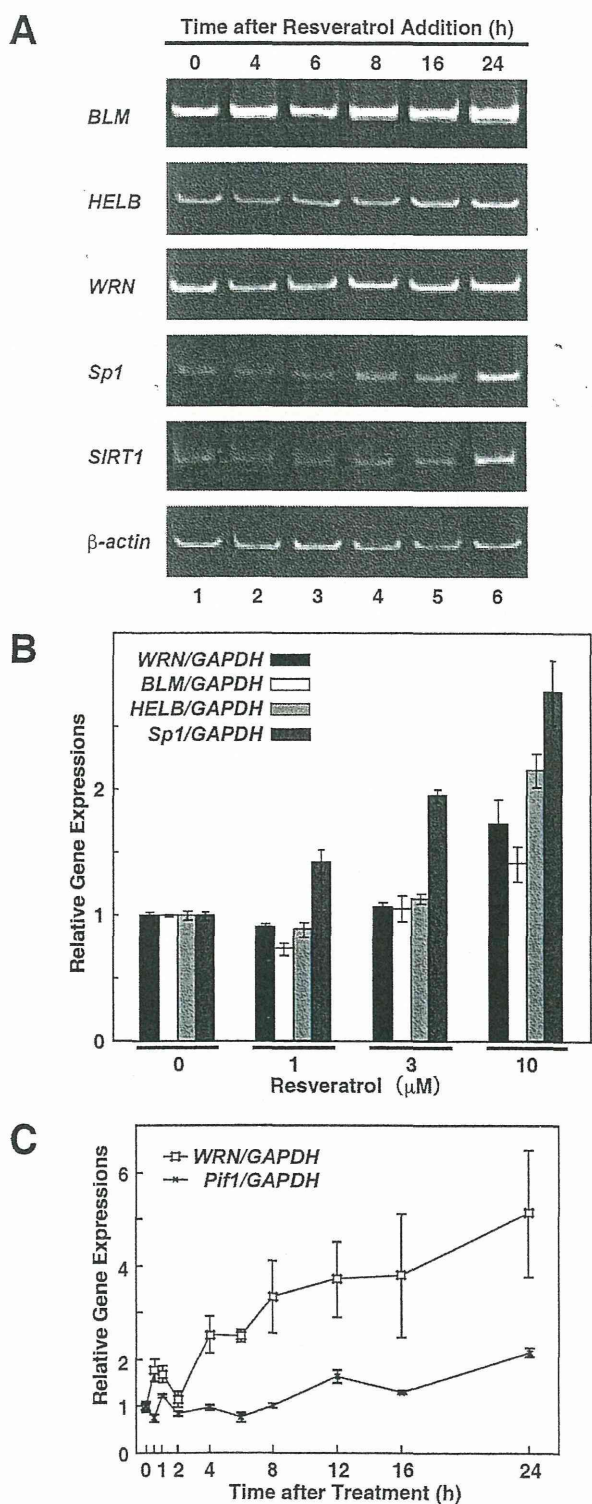 A
Time after Resveratrol Addition (h)
0 4 6 8 16 24
BLM
HELB
WRN
Sp1
SIRT1
β-actin
1 2 3 4 5 6
B
WRN/GAPDH
BLM/GAPDH
HELB/GAPDH
Sp1/GAPDH
Relative Gene Expressions
2
1
0
0 1 3 10
Resveratrol (μM)
C
WRN/GAPDH
Pif1/GAPDH
Relative Gene Expressions
6
4
2
1
0
0 1 2 4 8 12 16 24
Time after Treatment (h)